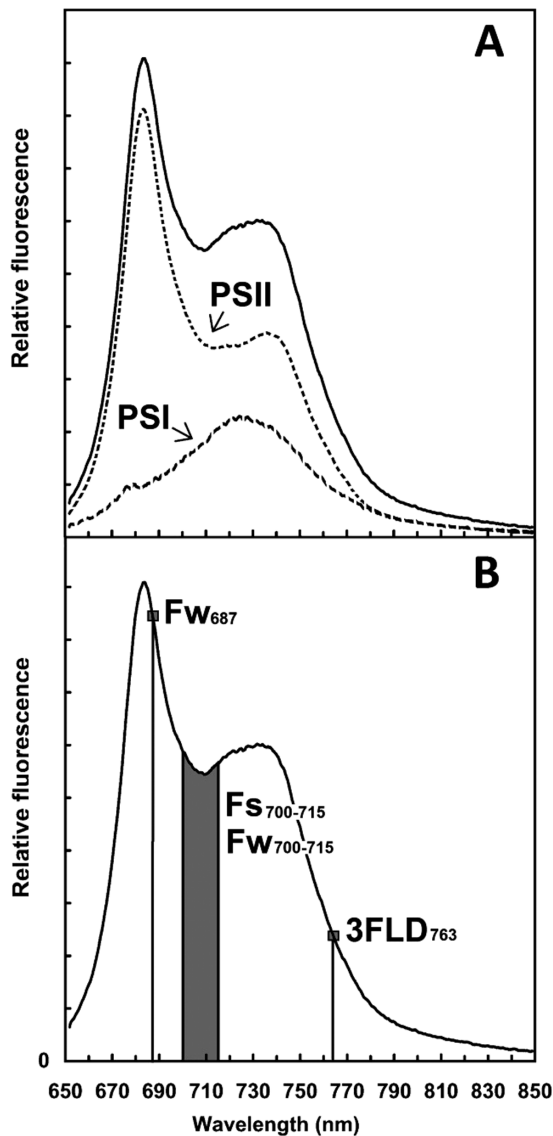 A
Relative fluorescence
PSII
PSI
B
Fw687
Relative fluorescence
Fs700-715
Fw700-715
3FLD763
0
650 670 690 710 730 750 770 790 810 830 850
Wavelength (nm)